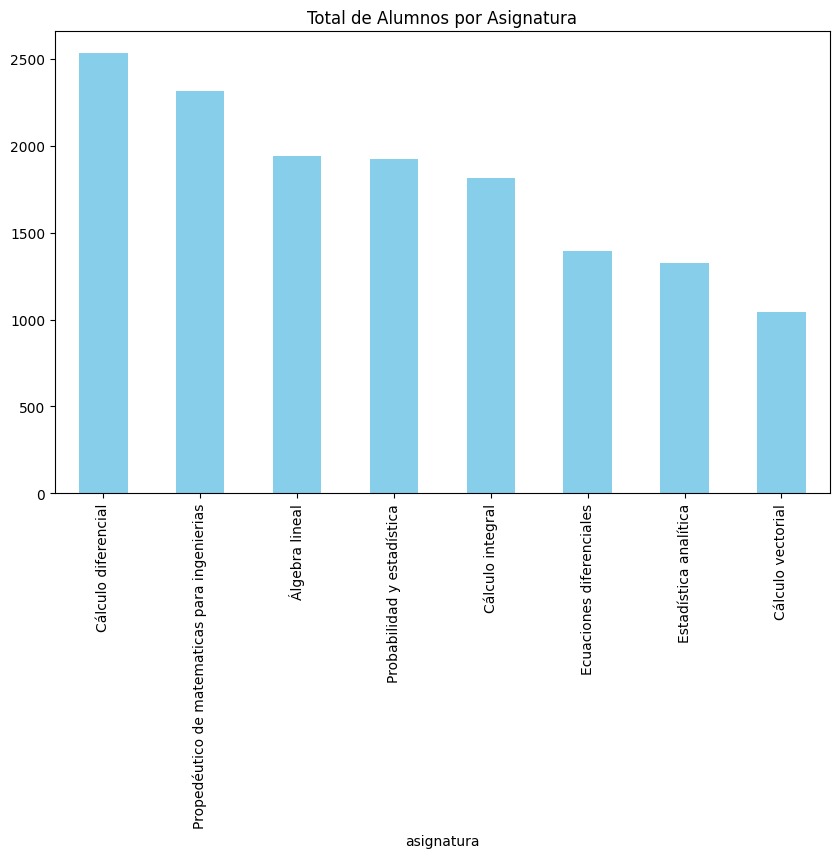 Total de Alumnos por Asignatura
2500
2000
1500
1000
500
0
Cálculo diferencial
Propedéutico de matematicas para ingenierias
Álgebra lineal
Probabilidad y estadística
Cálculo integral
Ecuaciones diferenciales
Estadística analítica
Cálculo vectorial
asignatura